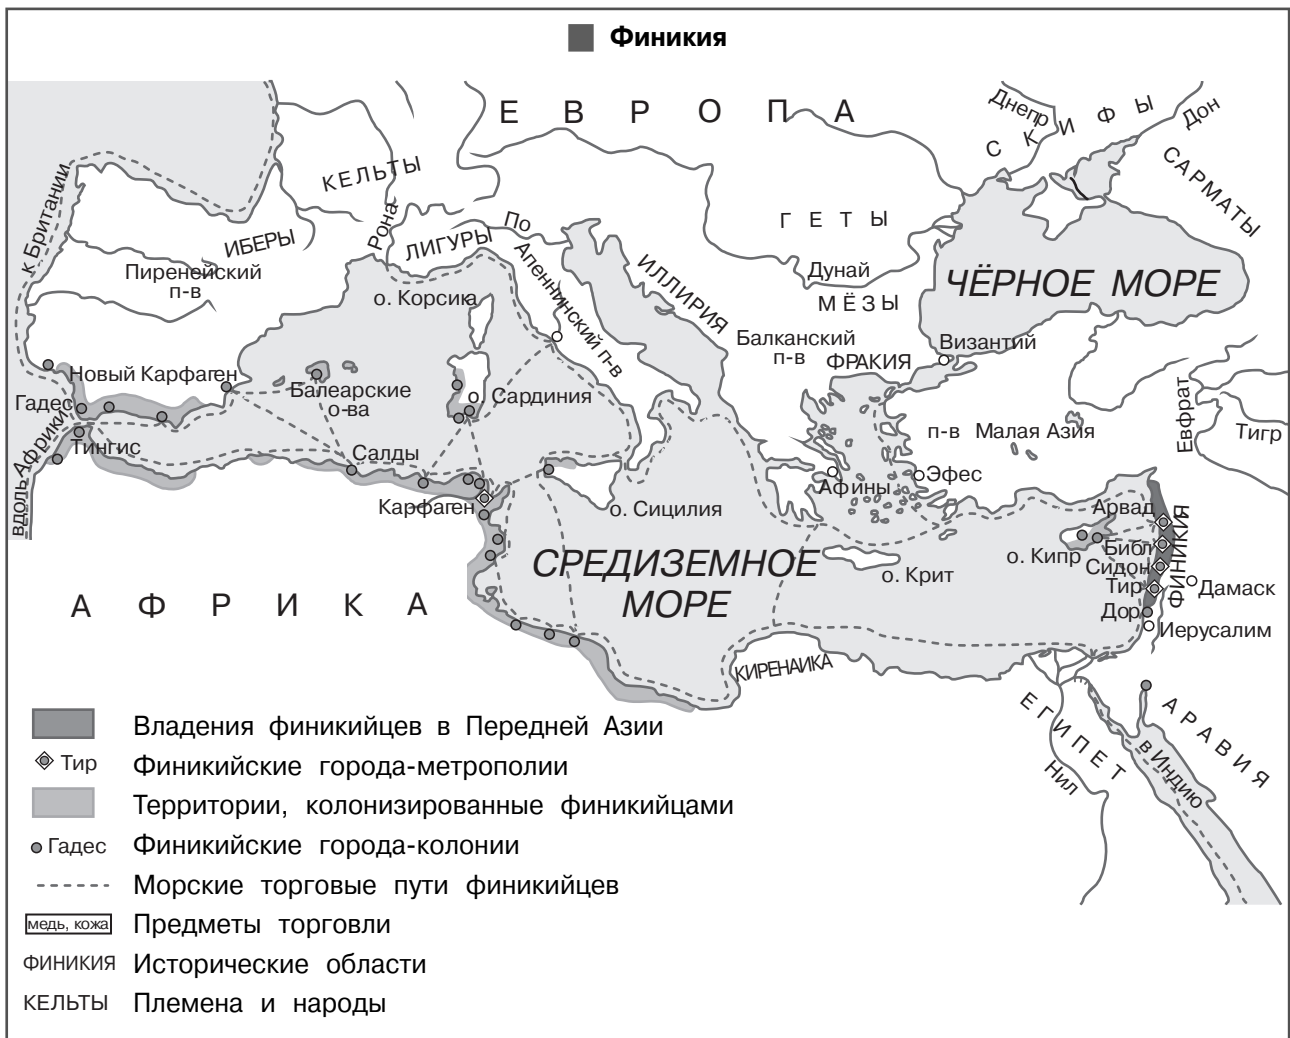 Финикия
ЕВРОПА
Днепр
СКИФЫ
Дон
САРМАТЫ
КЕЛЬТЫ
к Британии
ИБЕРЫ
Рона
ЛИГУРЫ
По
ГЕТЫ
Пиренейский
п-в
Апеннинский п-в
ИЛЛИРИЯ
Дунай
ЧЁРНОЕ МОРЕ
о. Корсика
МЁЗЫ
Балканский
п-в
ФРАКИЯ
Византий
Новый Карфаген
Балеарские
о-ва
Сардиния
Гадес
Тингис
вдоль Африки
Салды
Карфаген
о. Сицилия
п-в Малая Азия
Евфрат
Тигр
Афины
Эфес
Арвад
Библ
Сидон
Тир
Дор
ФИНИКИЯ
о. Кипр
о. Крит
Дамаск
Иерусалим
СРЕДИЗЕМНОЕ
МОРЕ
АФРИКА
КИРЕНАИКА
ЕГИПЕТ
Нил
в Индию
АРАВИЯ
Владения финикийцев в Передней Азии
Тир Финикийские города-метрополии
Территории, колонизированные финикийцами
Гадес Финикийские города-колонии
Морские торговые пути финикийцев
медь, кожа Предметы торговли
ФИНИКИЯ Исторические области
КЕЛЬТЫ Племена и народы